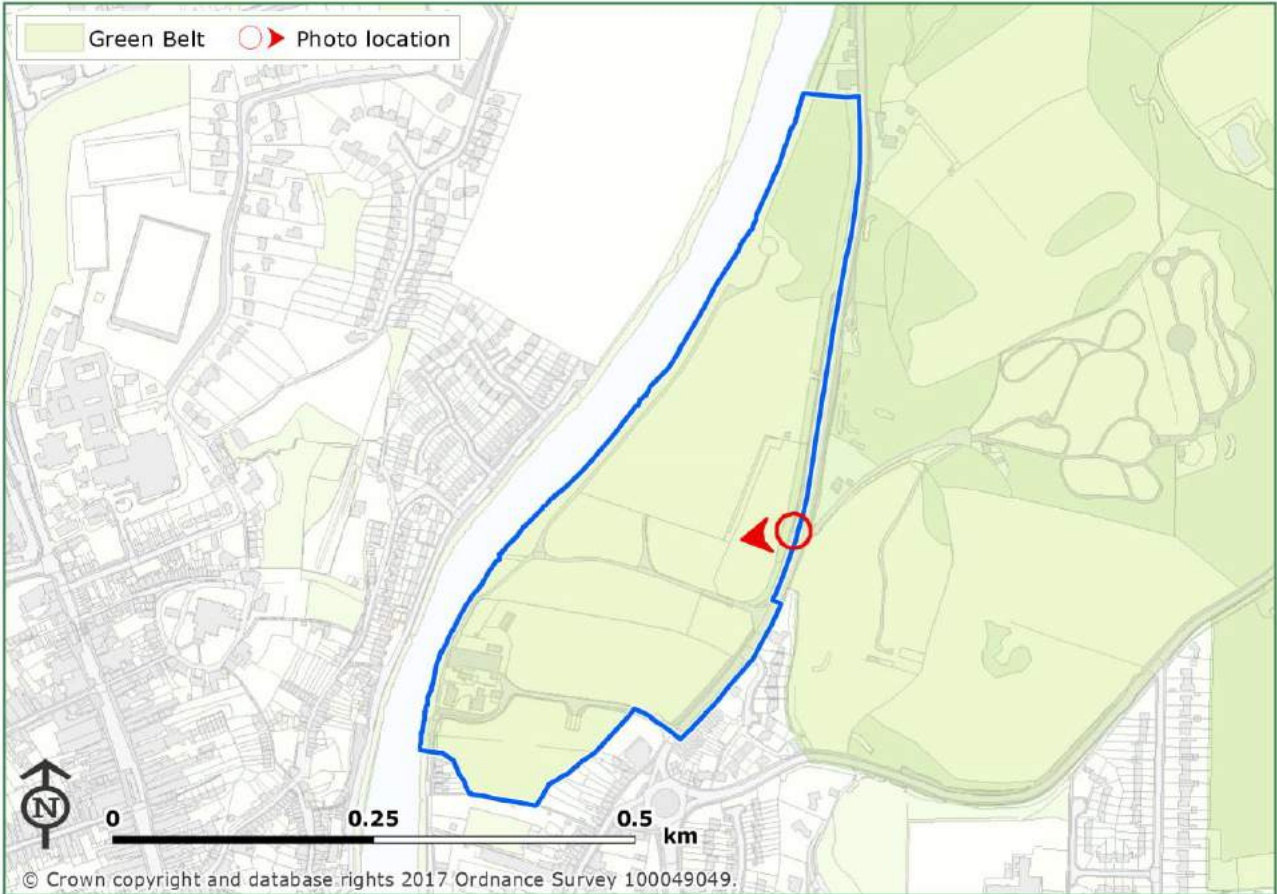 Green Belt Photo location
N
0 0.25 0.5 km
© Crown copyright and database rights 2017 Ordnance Survey 100049049.